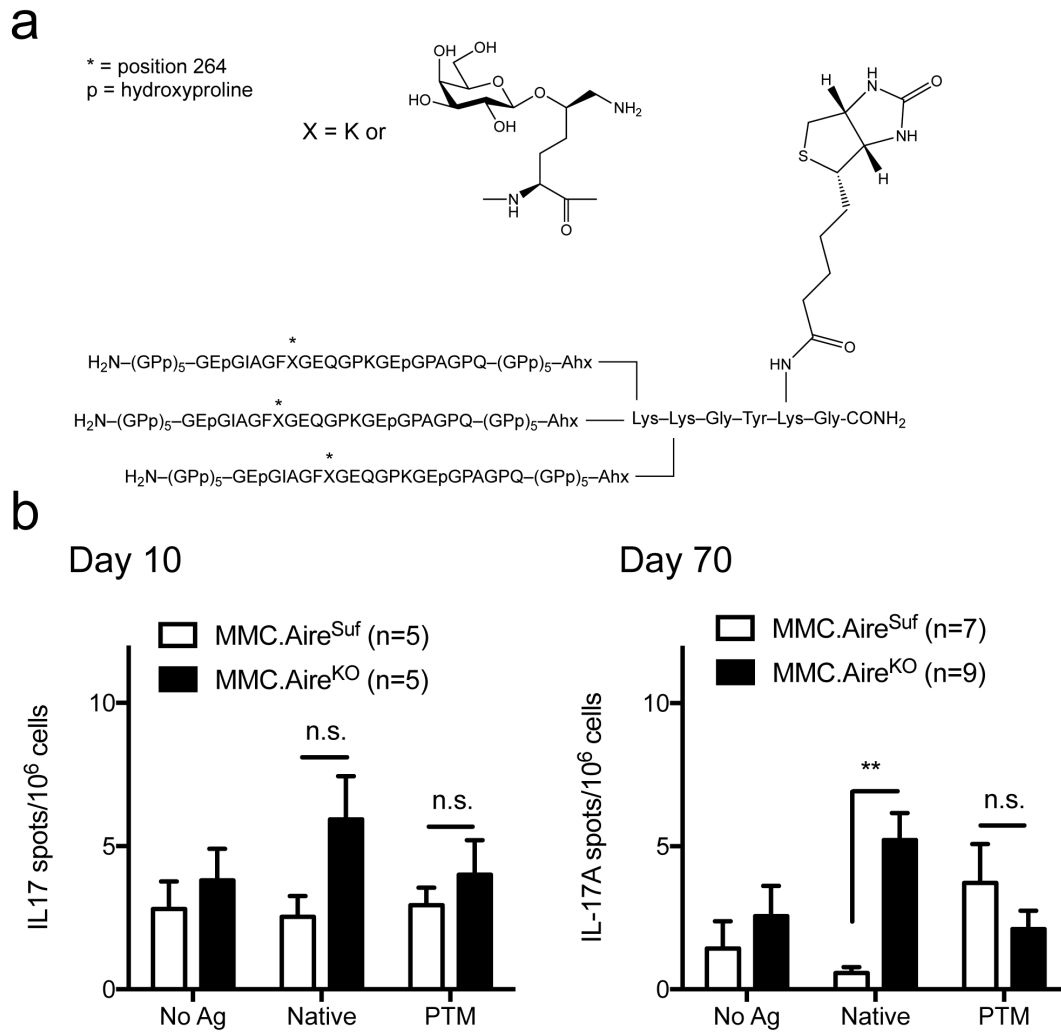 a
* = position 264
p = hydroxyproline
X = K or
OH
OH
O
HO
OH
O
NH₂
N
H
O
H
H
N
O
NH
S
H
O
HN
*
H₂N–(GPp)₅–GEpGIAGFXGEQGPKGEpGPAGPQ–(GPp)₅–Ahx
*
H₂N–(GPp)₅–GEpGIAGFXGEQGPKGEpGPAGPQ–(GPp)₅–Ahx
Lys–Lys–Gly–Tyr–Lys–Gly-CONH₂
*
H₂N–(GPp)₅–GEpGIAGFXGEQGPKGEpGPAGPQ–(GPp)₅–Ahx
b
Day 10
MMC.Aireˢᵘᶠ (n=5)
MMC.Aireᴷᴼ (n=5)
IL17 spots/10⁶ cells
10
5
0
n.s.
n.s.
No Ag Native PTM
Day 70
MMC.Aireˢᵘᶠ (n=7)
MMC.Aireᴷᴼ (n=9)
IL-17A spots/10⁶ cells
10
5
0
**
n.s.
No Ag Native PTM